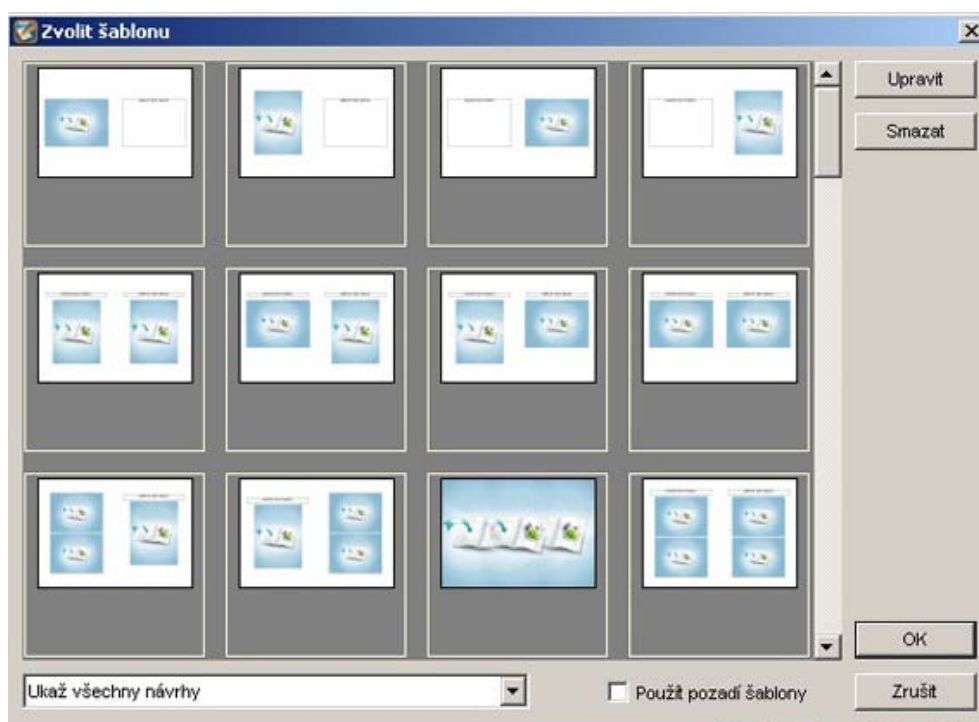 Zvolit šablonu
Upravit
Smazat
OK
Ukaž všechny návrhy
Použít pozadí šablony
Zrušit